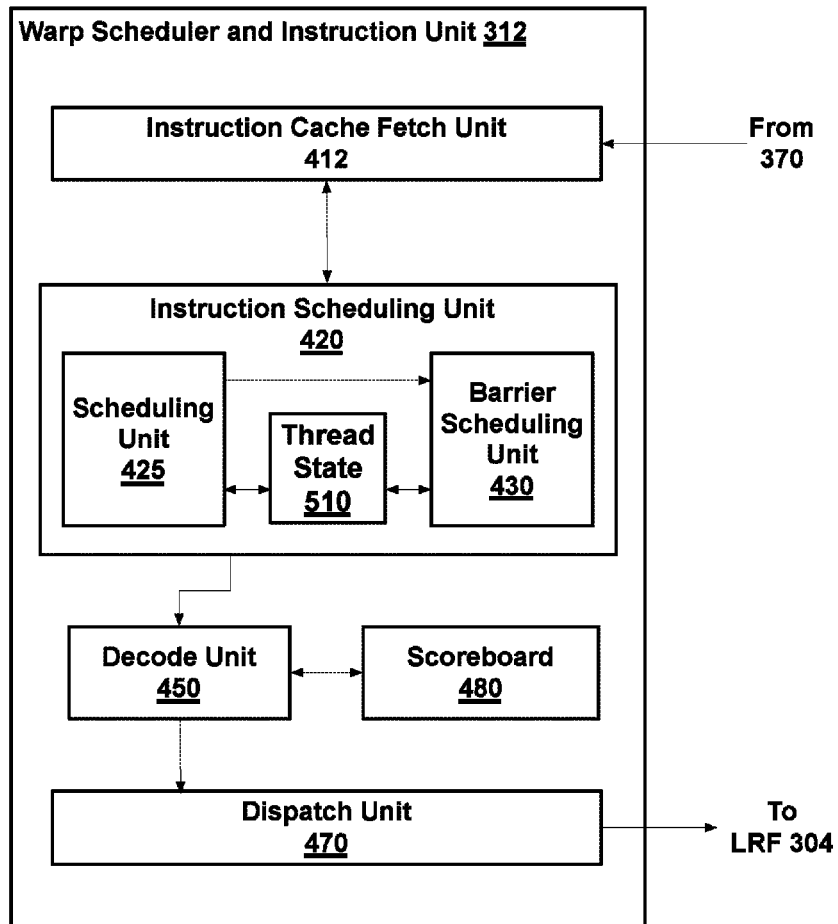 Warp Scheduler and Instruction Unit 312
Instruction Cache Fetch Unit
412
From
370
Instruction Scheduling Unit
420
Scheduling
Unit
425
Thread
State
510
Barrier
Scheduling
Unit
430
Decode Unit
450
Scoreboard
480
Dispatch Unit
470
To
LRF 304